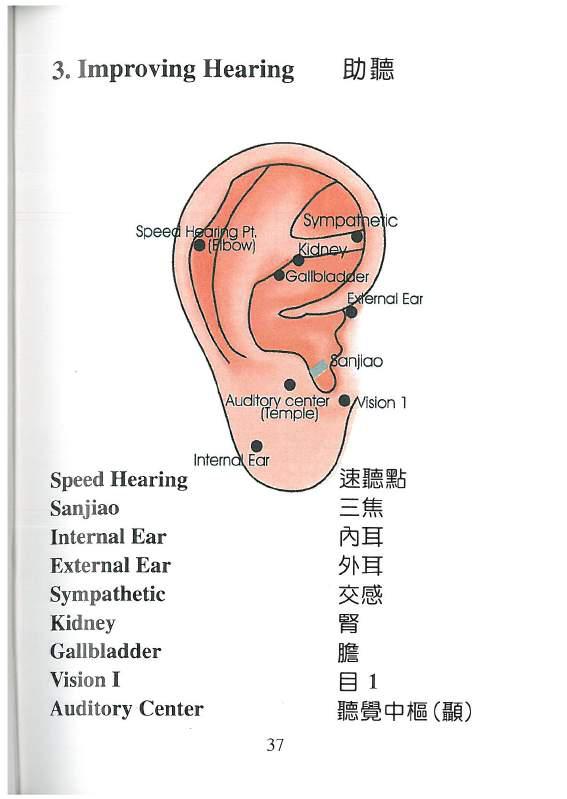 3. Improving Hearing 助聽
Sympathetic
Speed Hearing Pt.
(Elbow)
Kidney
Gallbladder
External Ear
Sanjiao
Auditory center
(Temple)
Vision 1
Internal Ear
Speed Hearing 速聽點
Sanjiao 三焦
Internal Ear 內耳
External Ear 外耳
Sympathetic 交感
Kidney 腎
Gallbladder 膽
Vision I 目 1
Auditory Center 聽覺中樞(顳)
37